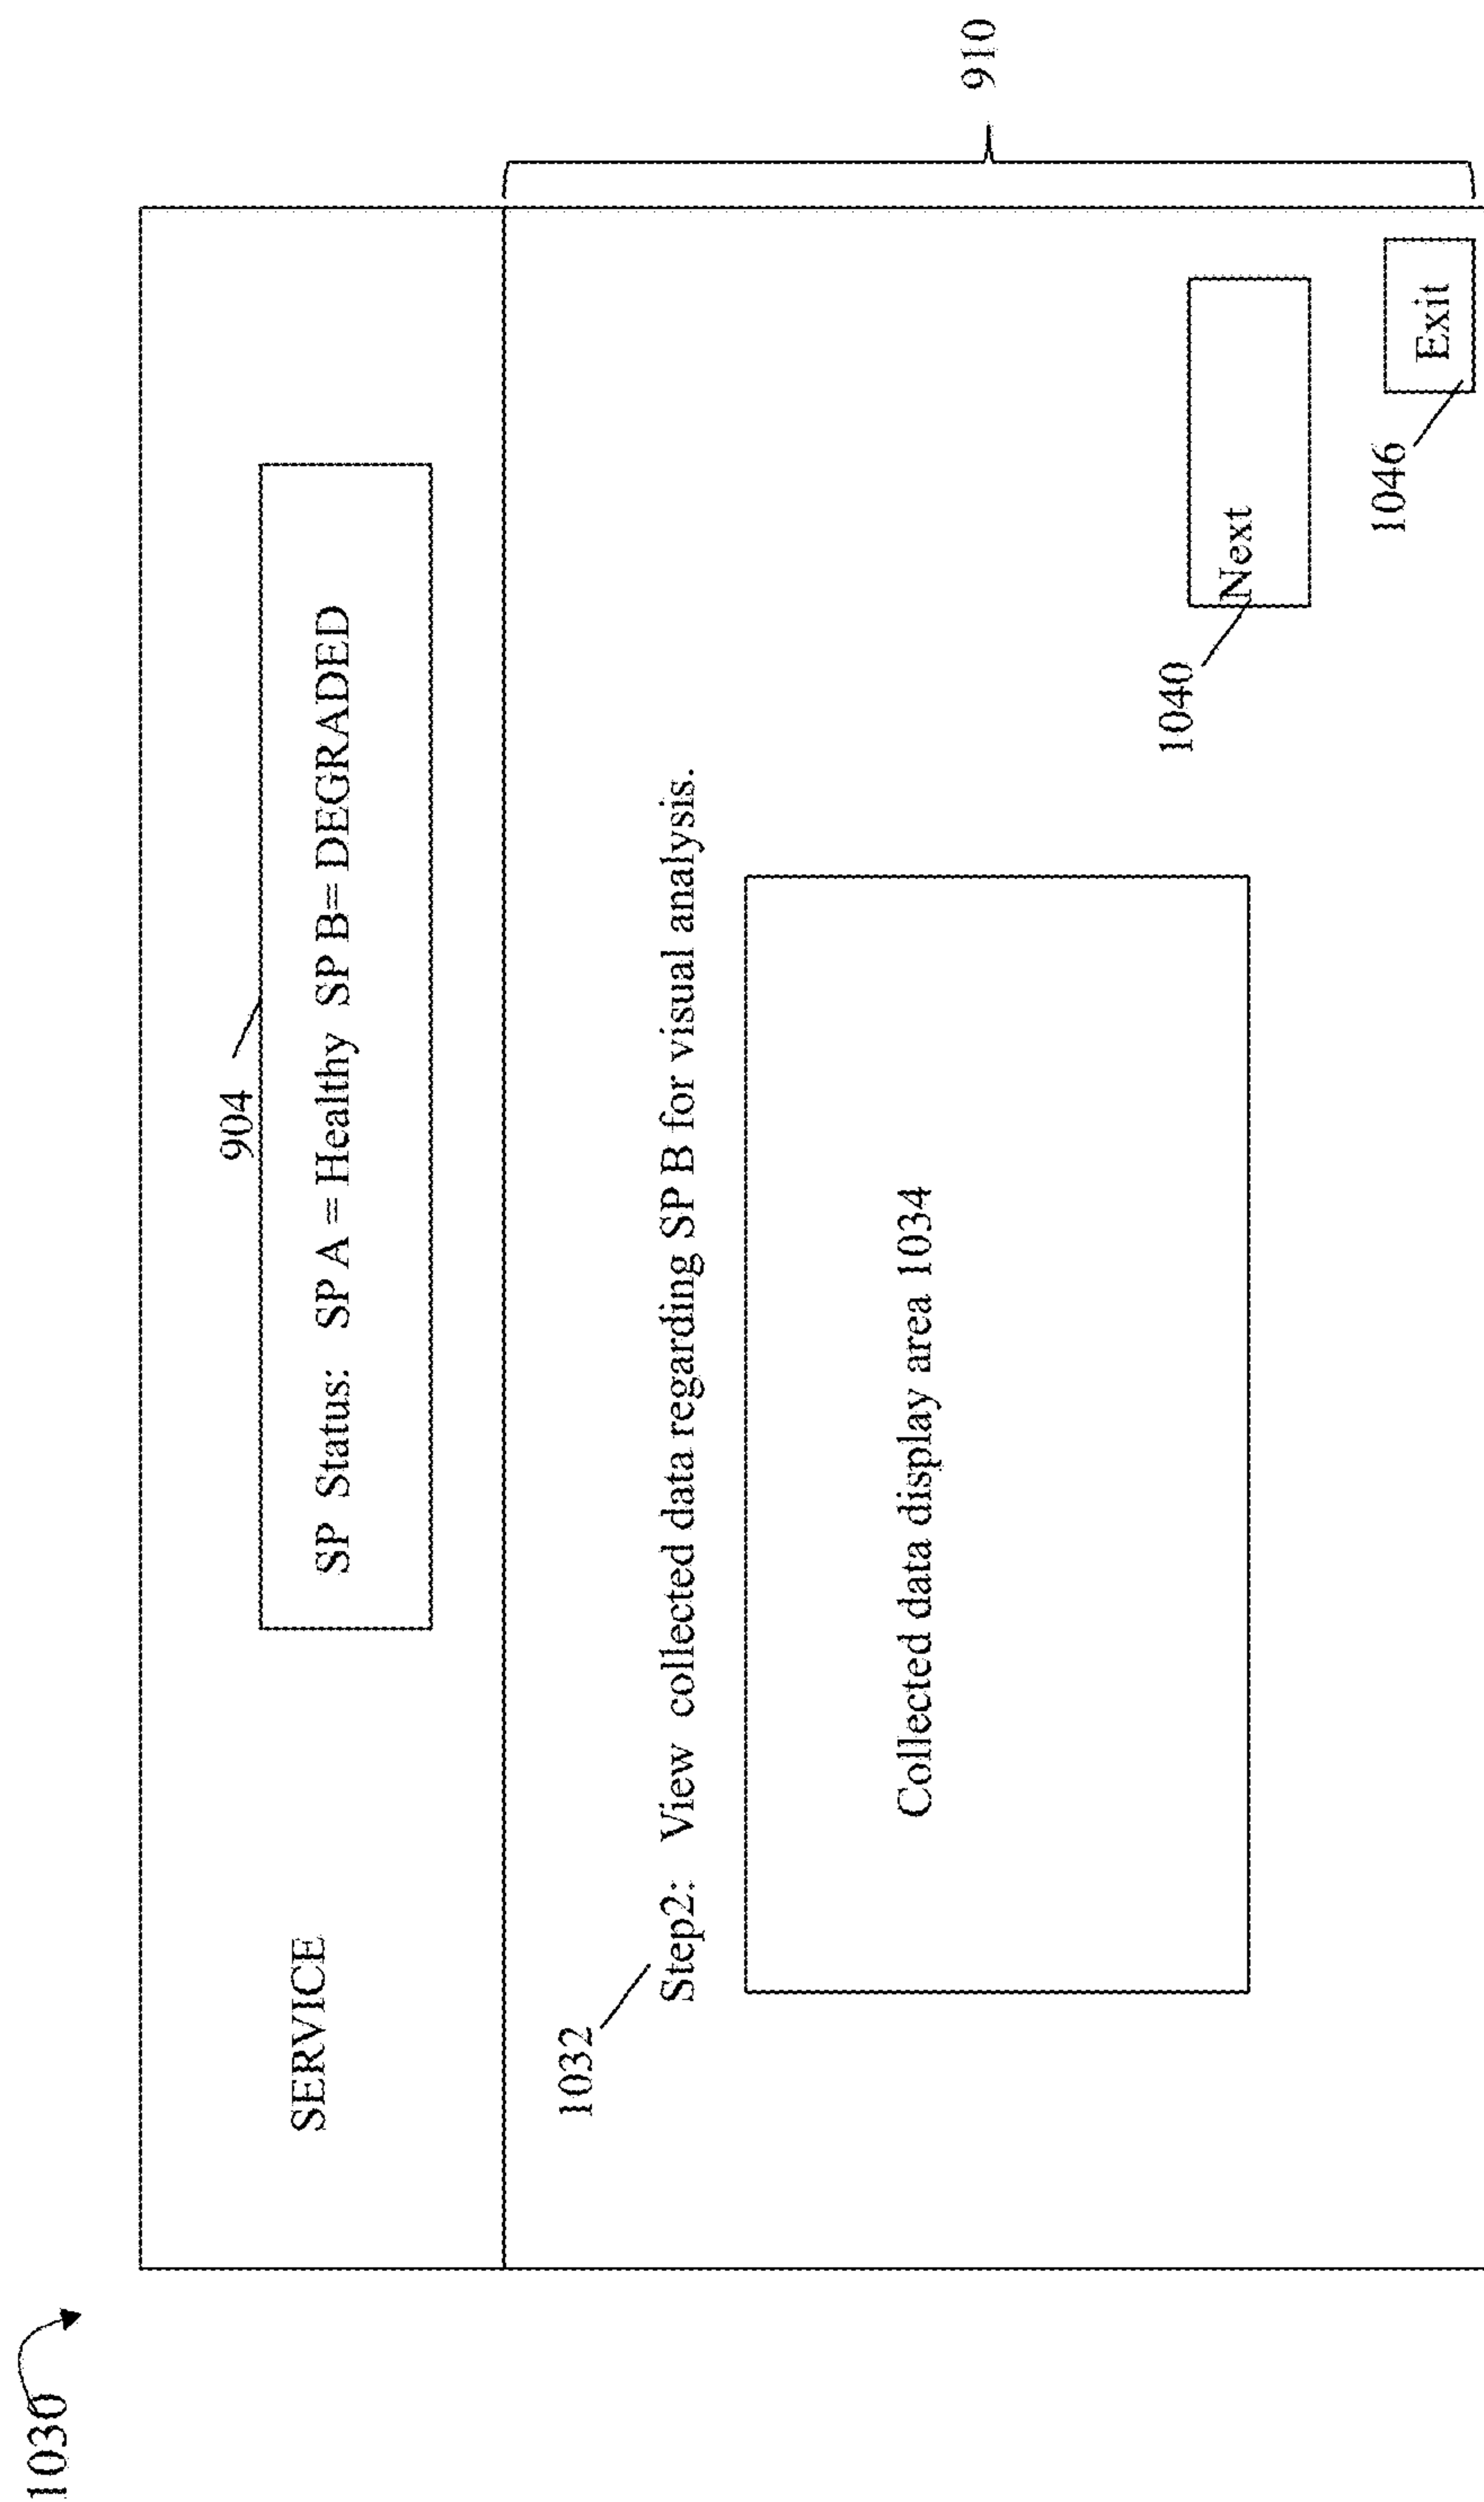 1030
904
SERVICE
SP Status: SP A = Healthy SP B= DEGRADED
1032
Step2: View collected data regarding SP B for visual analysis.
Collected data display area 1034
910
1040
Next
1046
Exit